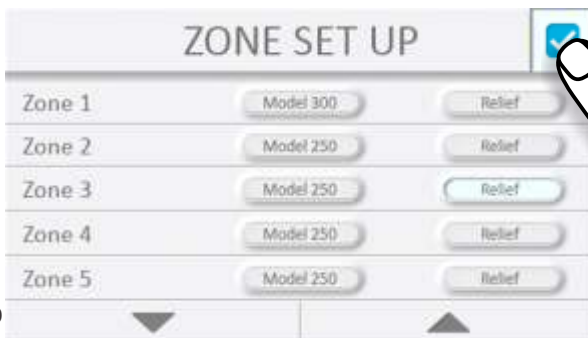 ZONE SET UP
Zone 1 Model 300 Relief
Zone 2 Model 250 Relief
Zone 3 Model 250 Relief
Zone 4 Model 250 Relief
Zone 5 Model 250 Relief